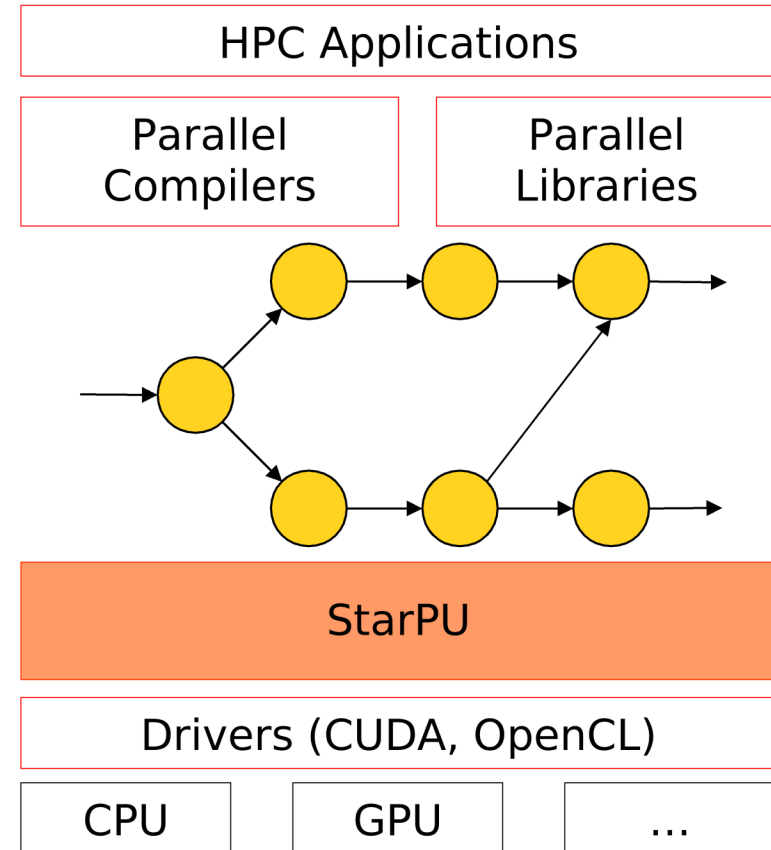 HPC Applications
Parallel
Compilers
Parallel
Libraries
StarPU
Drivers (CUDA, OpenCL)
CPU
GPU
...